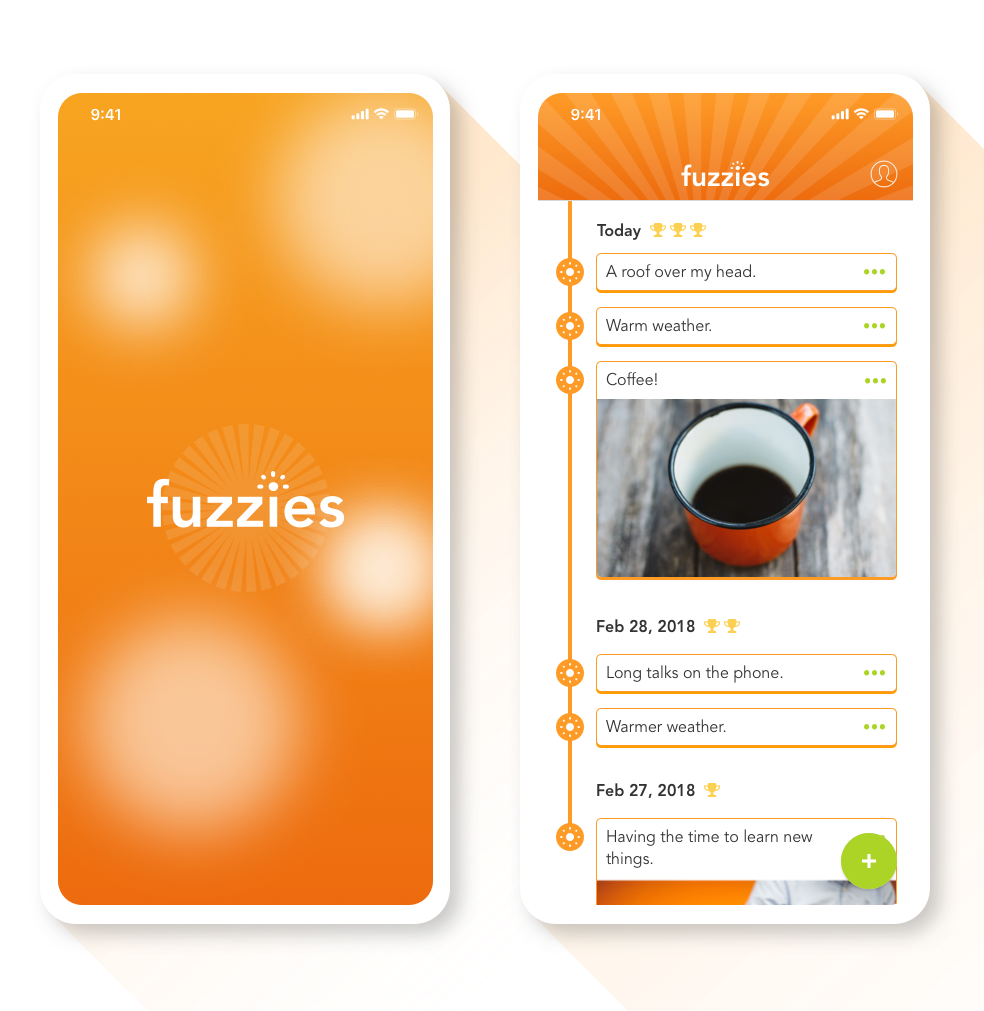 9:41
fuzzies
9:41
fuzzies
Today
A roof over my head.
Warm weather.
Coffee!
Feb 28, 2018
Long talks on the phone.
Warmer weather.
Feb 27, 2018
Having the time to learn new
things.
+